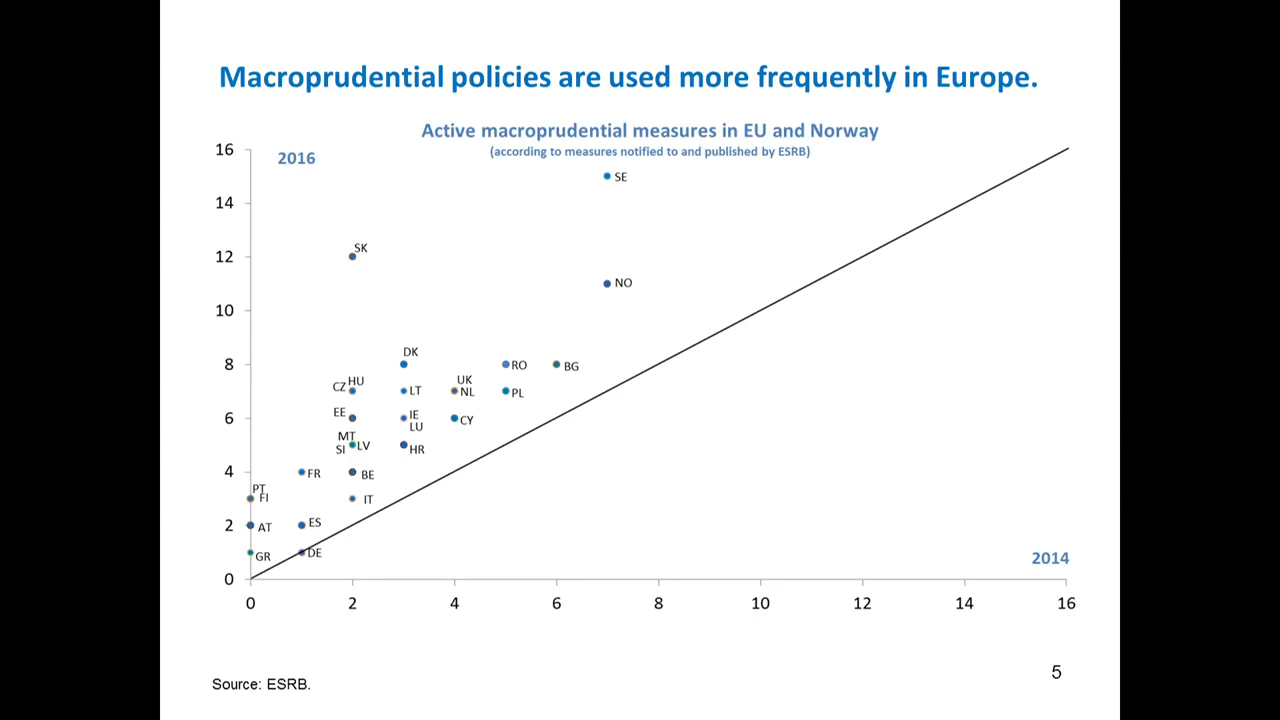 Macroprudential policies are used more frequently in Europe.
Active macroprudential measures in EU and Norway
(according to measures notified to and published by ESRB)
16
2016
SE
14
SK
12
NO
10
DK
8
RO
BG
CZ
HU
UK
LT
NL
PL
EE
IE
6
CY
LU
MT
SI
LV
HR
4
FR
BE
PT
FI
IT
2
AT
ES
GR
DE
2014
0
0
2
4
6
8
10
12
14
16
5
Source: ESRB.